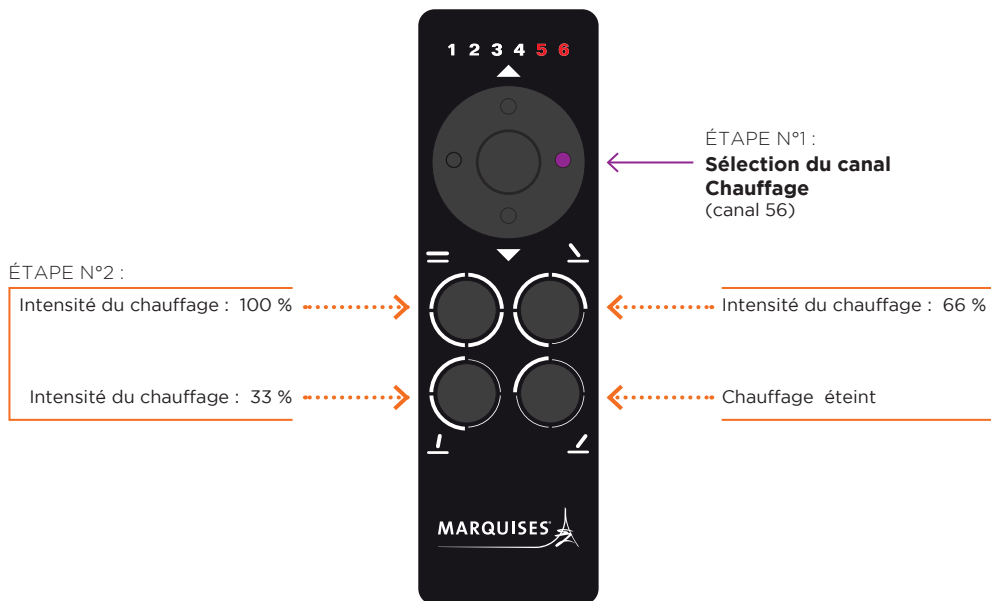 1 2 3 4 5 6
ÉTAPE N°1 :
Sélection du canal
Chauffage
(canal 56)
ÉTAPE N°2 :
Intensité du chauffage : 100 %
Intensité du chauffage : 66 %
Intensité du chauffage : 33 %
Chauffage éteint
MARQUISES